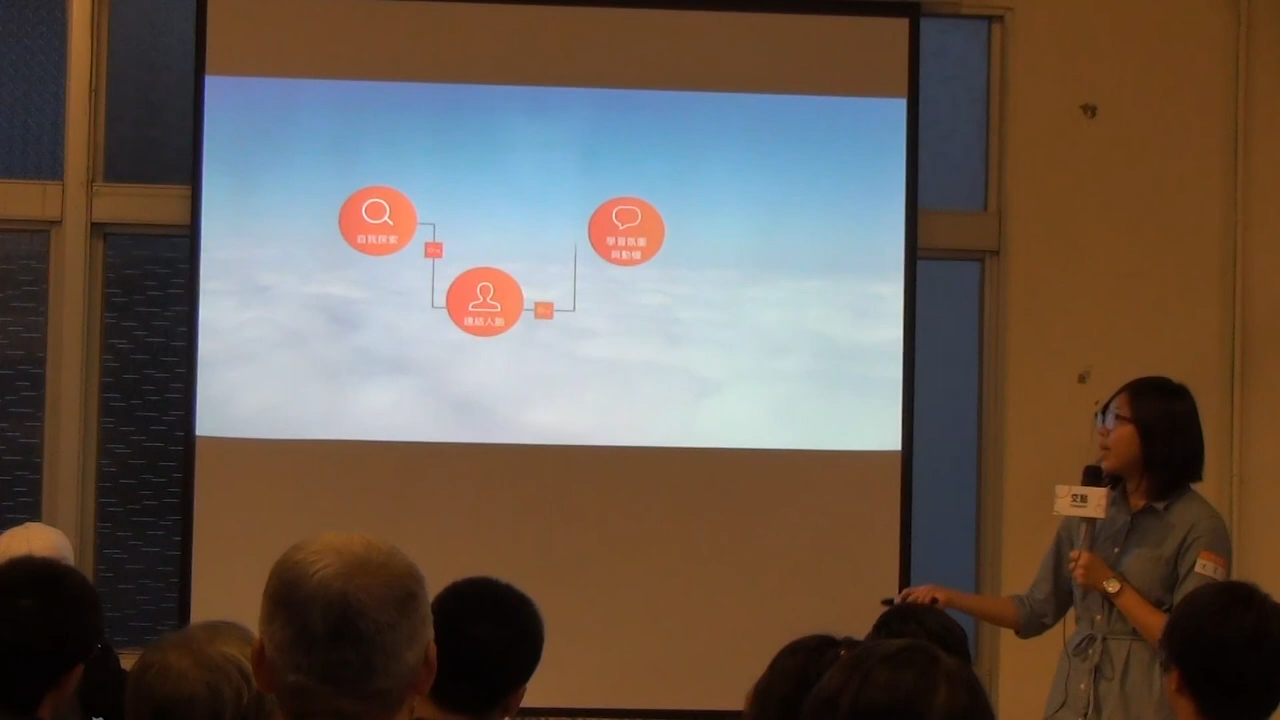 自我探索
學習氛圍
與動機
連結人脈
交點